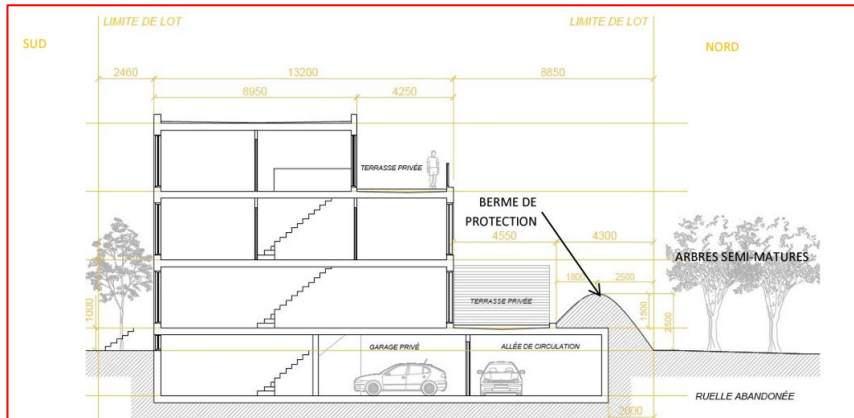 LIMITE DE LOT
LIMITE DE LOT
SUD
NORD
2460
13200
8850
8950
4250
TERRASSE PRIVÉE
BERME DE
PROTECTION
4550
4300
ARBRES SEMI-MATURES
1800
2500
TERRASSE PRIVÉE
1000
1500
2500
GARAGE PRIVÉ
ALLÉE DE CIRCULATION
RUELLE ABANDONÉE
2000